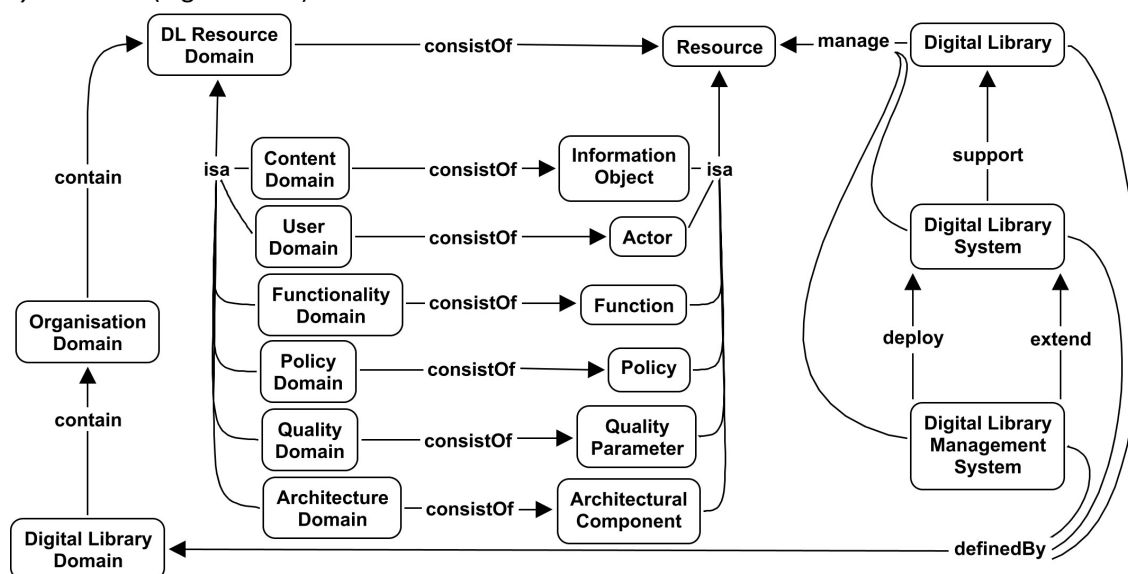 DL Resource
Domain
consistOf
Resource
manage
Digital Library
isa
Content
Domain
consistOf
Information
Object
isa
support
contain
User
Domain
consistOf
Actor
Digital Library
System
Functionality
Domain
consistOf
Function
Organisation
Domain
deploy
extend
Policy
Domain
consistOf
Policy
contain
Quality
Domain
consistOf
Quality
Parameter
Digital Library
Management
System
Architecture
Domain
consistOf
Architectural
Component
Digital Library
Domain
definedBy